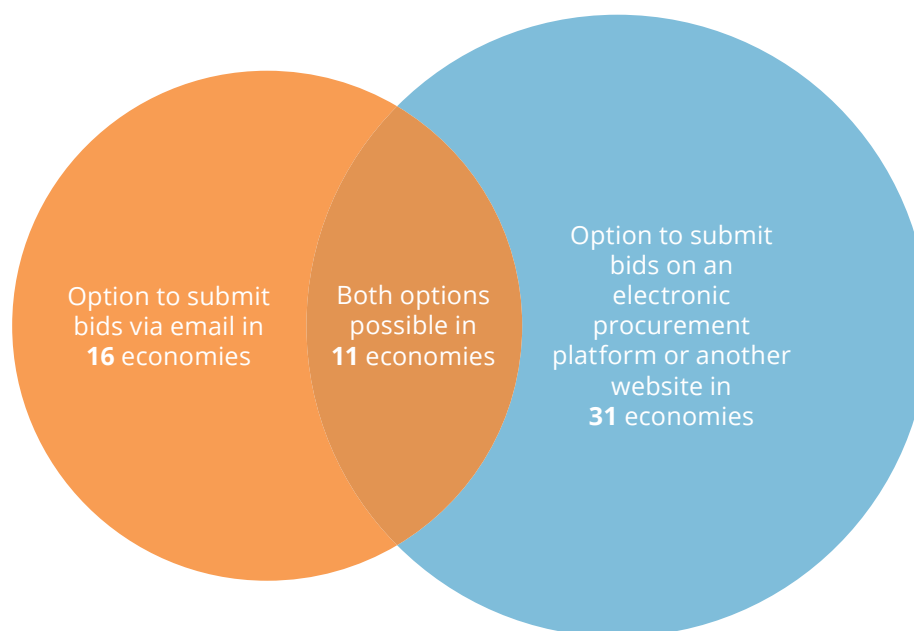 Option to submit
bids via email in
16 economies
Both options
possible in
11 economies
Option to submit
bids on an
electronic
procurement
platform or another
website in
31 economies